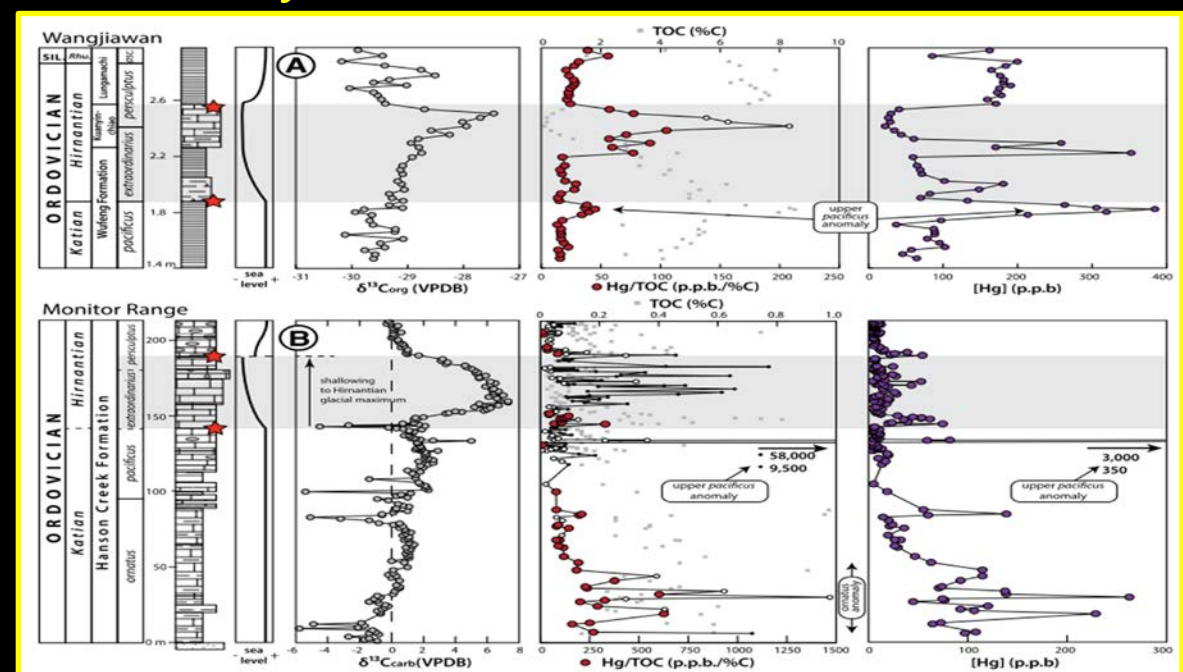 Wangjiawan
TOC (%C)
0 2 4 6 8 10
SIL. Rhu. Lungamachi asc.
ORDOVICIAN
Hirnantian
Katian
Kuanyin-
chiao
Wufeng Formation
persculptus
extraordinarius
pacificus
2.6
2.2
1.8
1.4 m
- sea +
level
A
-31 -30 -29 -28 -27
δ¹³Corg (VPDB)
0 50 100 150 200 250
Hg/TOC (p.p.b./%C)
upper
pacificus
anomaly
0 100 200 300 400
[Hg] (p.p.b)
Monitor Range
TOC (%C)
0 0.2 0.4 0.6 0.8 1.0
ORDOVICIAN
Hirnantian
Katian
Hanson Creek Formation
persculptus
extraordinarius
pacificus
ornatus
200
150
100
50
0 m
- sea +
level
B
shallowing
to Hirnantian
glacial maximum
-6 -4 -2 0 2 4 6 8
δ¹³Ccarb(VPDB)
58,000
9,500
upper pacificus
anomaly
ornatus
anomaly
0 250 500 750 1000 1500
Hg/TOC (p.p.b./%C)
3,000
350
upper pacificus
anomaly
0 100 200 300
[Hg] (p.p.b)